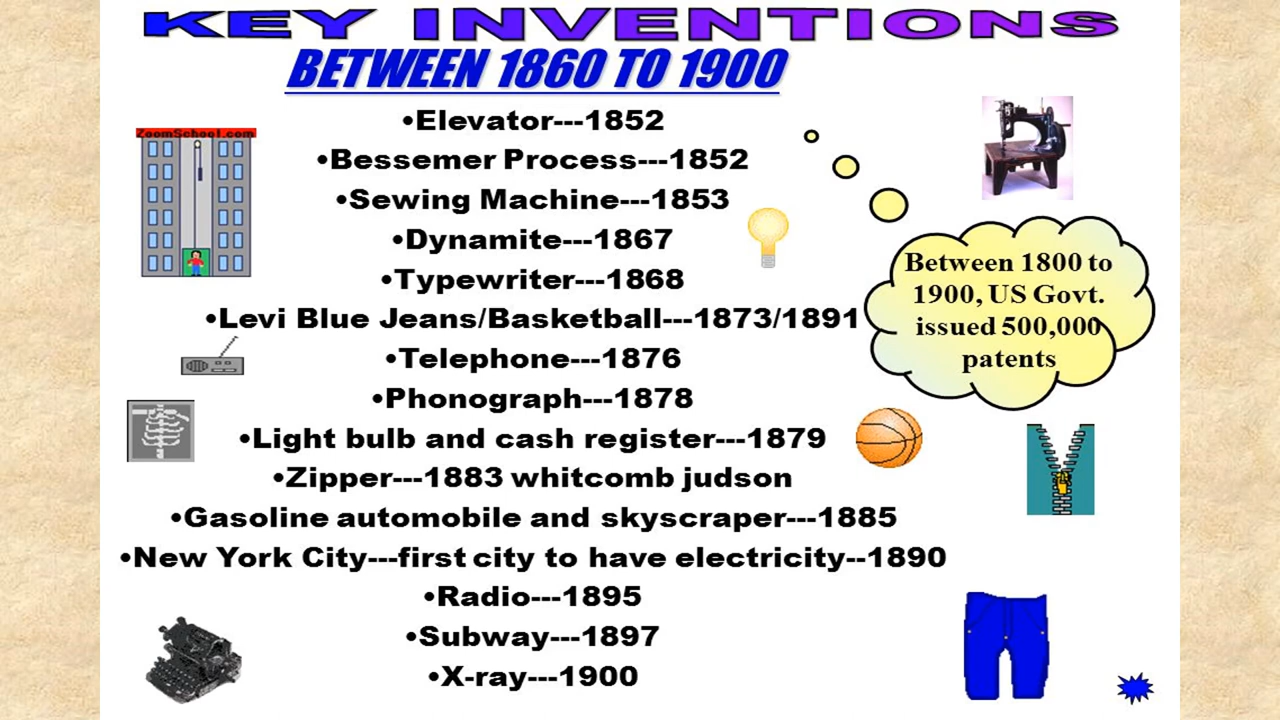 KEY INVENTIONS
BETWEEN 1860 TO 1900
•Elevator---1852
•Bessemer Process---1852
•Sewing Machine---1853
•Dynamite---1867
•Typewriter---1868
•Levi Blue Jeans/Basketball---1873/1891
•Telephone---1876
•Phonograph---1878
•Light bulb and cash register---1879
•Zipper---1883 whitcomb judson
•Gasoline automobile and skyscraper---1885
•New York City---first city to have electricity--1890
•Radio---1895
•Subway---1897
•X-ray---1900
ZoomSchool.com
Between 1800 to
1900, US Govt.
issued 500,000
patents